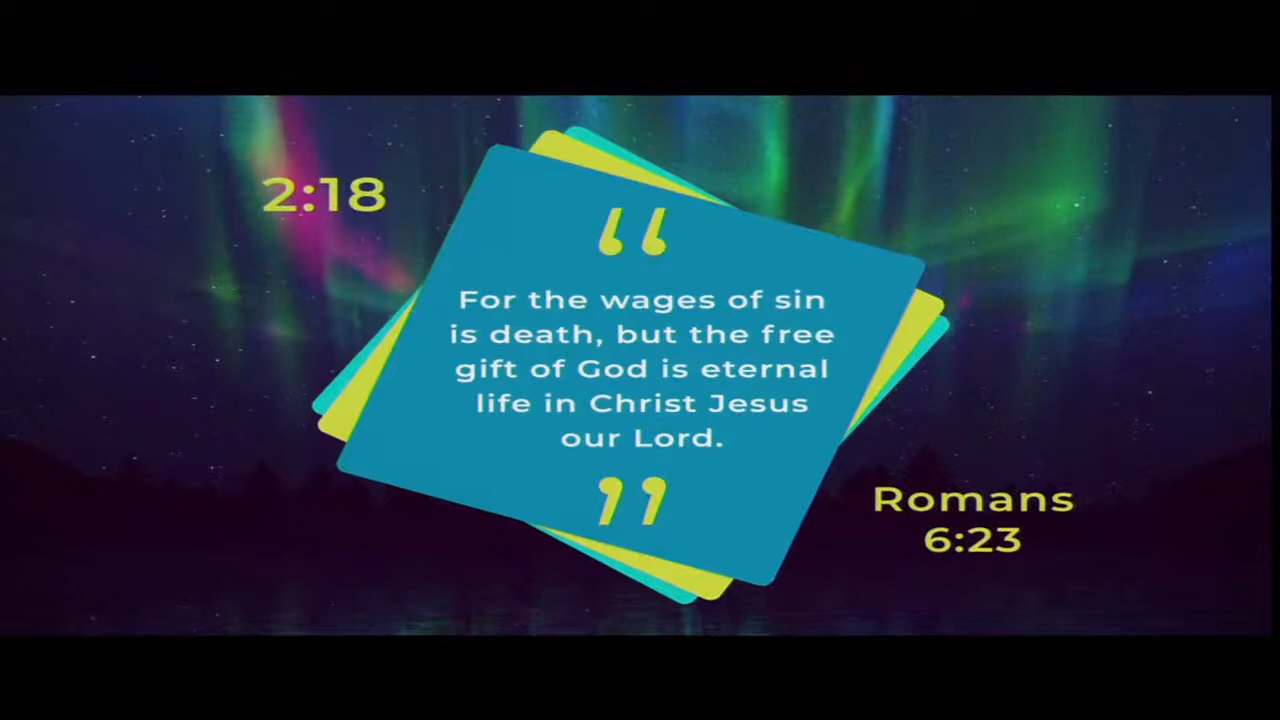 2:18
“
For the wages of sin
is death, but the free
gift of God is eternal
life in Christ Jesus
our Lord.
”
Romans
6:23